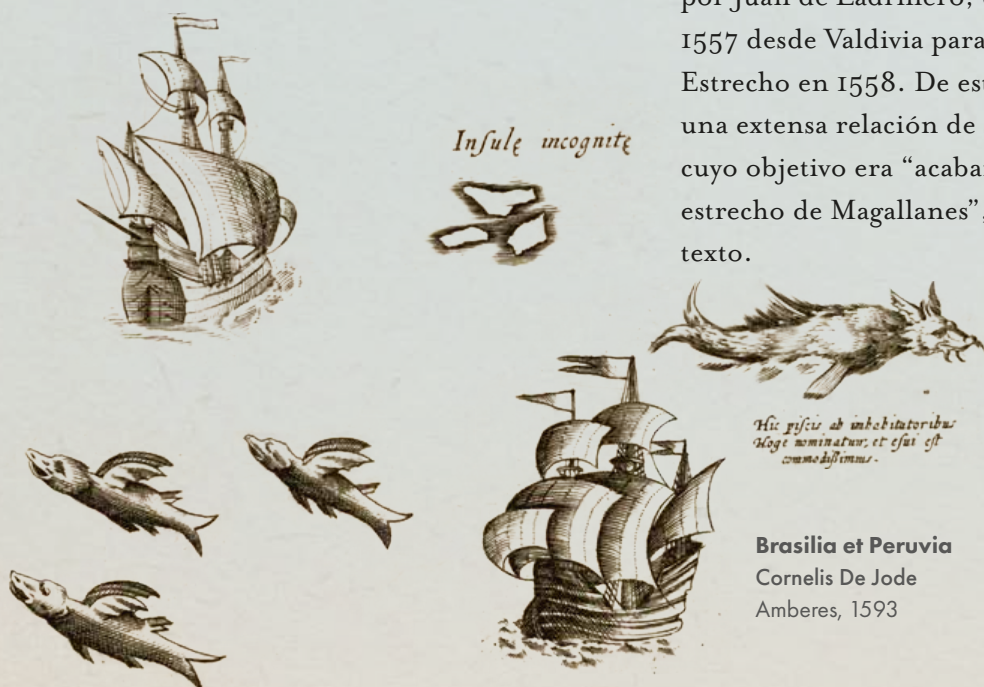 por Juan de Ladrillero,
1557 desde Valdivia para
Estrecho en 1558. De
una extensa relación de
cuyo objetivo era “acabar
estrecho de Magallanes”,
texto.
Insulę incognitę
Hic piscis ab inhabitatoribus
Hoge nominatur, et esui est
commodissimus.
Brasilia et Peruvia
Cornelis De Jode
Amberes, 1593